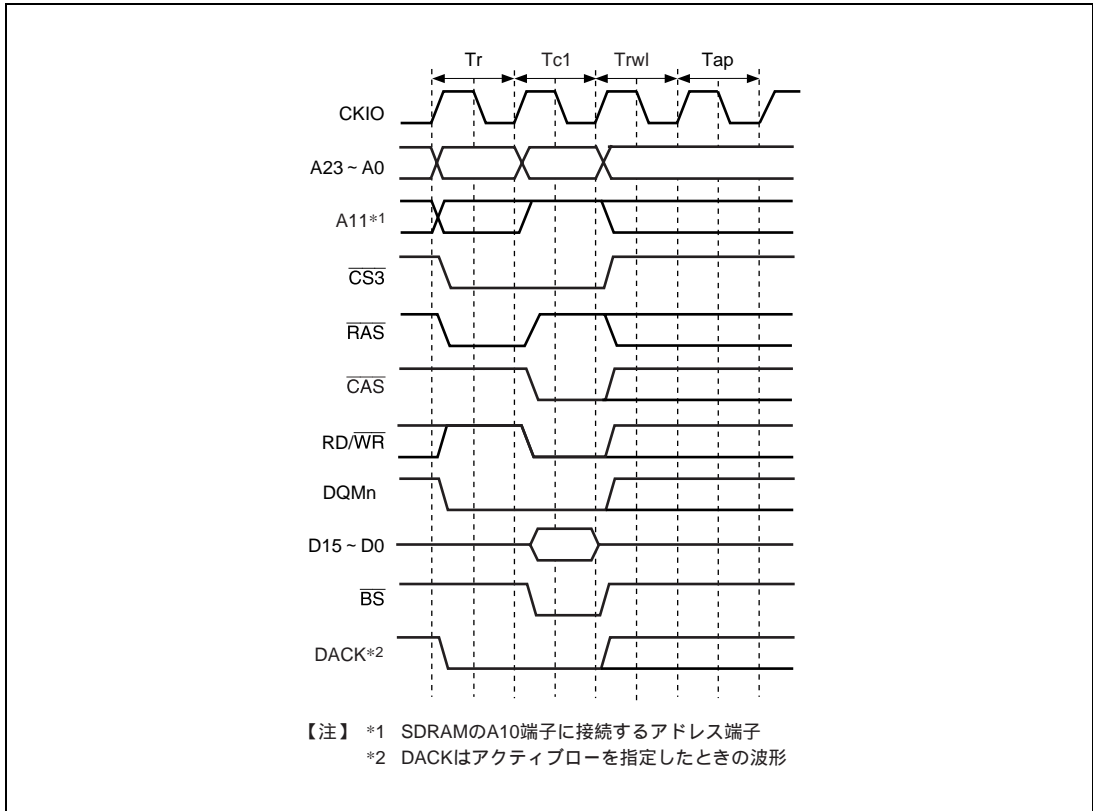 Tr Tc1 Trwl Tap
CKIO
A23 ~ A0
A11*1
CS3
RAS
CAS
RD/WR
DQMn
D15 ~ D0
BS
DACK*2
【注】 *1 SDRAMのA10端子に接続するアドレス端子
*2 DACKはアクティブローを指定したときの波形